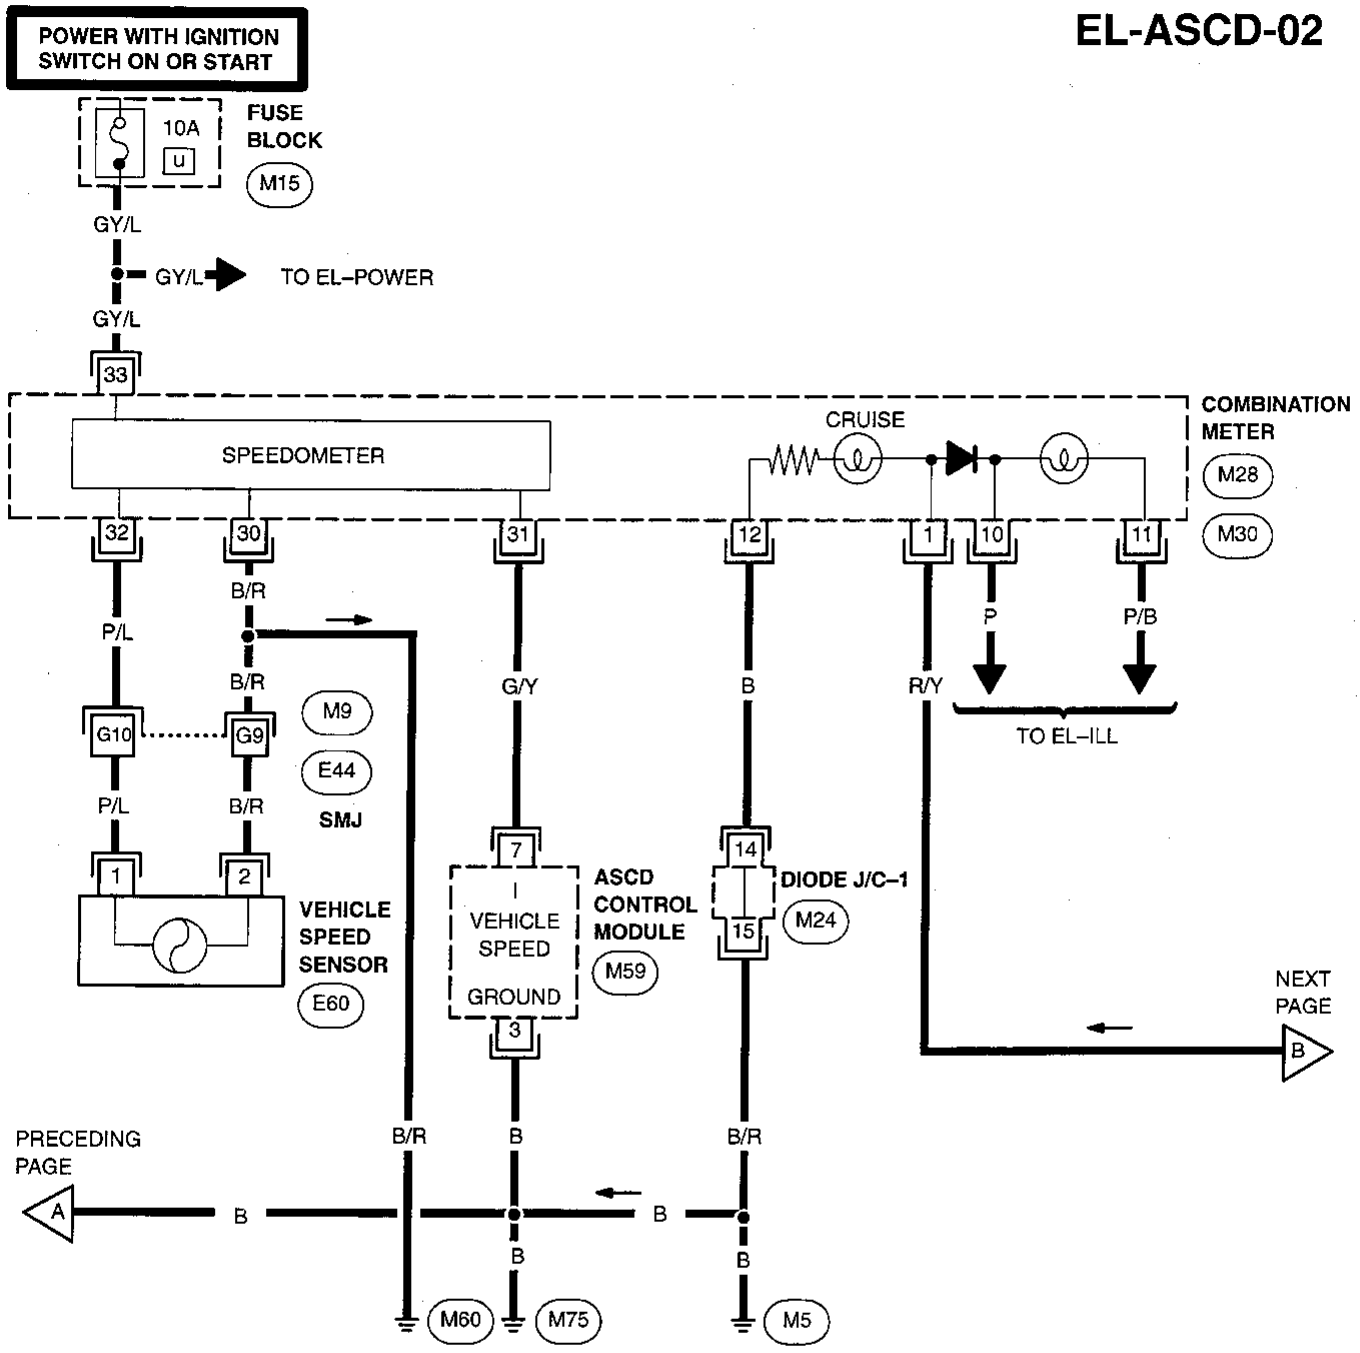 EL-ASCD-02
POWER WITH IGNITION
SWITCH ON OR START
10A
u
FUSE
BLOCK
M15
GY/L
GY/L
TO EL-POWER
GY/L
33
COMBINATION
METER
M28
M30
SPEEDOMETER
CRUISE
32
30
31
12
1
10
11
B/R
P/L
P
P/B
B/R
G/Y
B
R/Y
TO EL-ILL
G10
G9
M9
E44
SMJ
P/L
B/R
1
2
VEHICLE
SPEED
SENSOR
E60
7
I
VEHICLE
SPEED
GROUND
3
ASCD
CONTROL
MODULE
M59
14
15
DIODE J/C-1
M24
NEXT
PAGE
B
B/R
B
B/R
PRECEDING
PAGE
A
B
B
B
B
M60
M75
M5